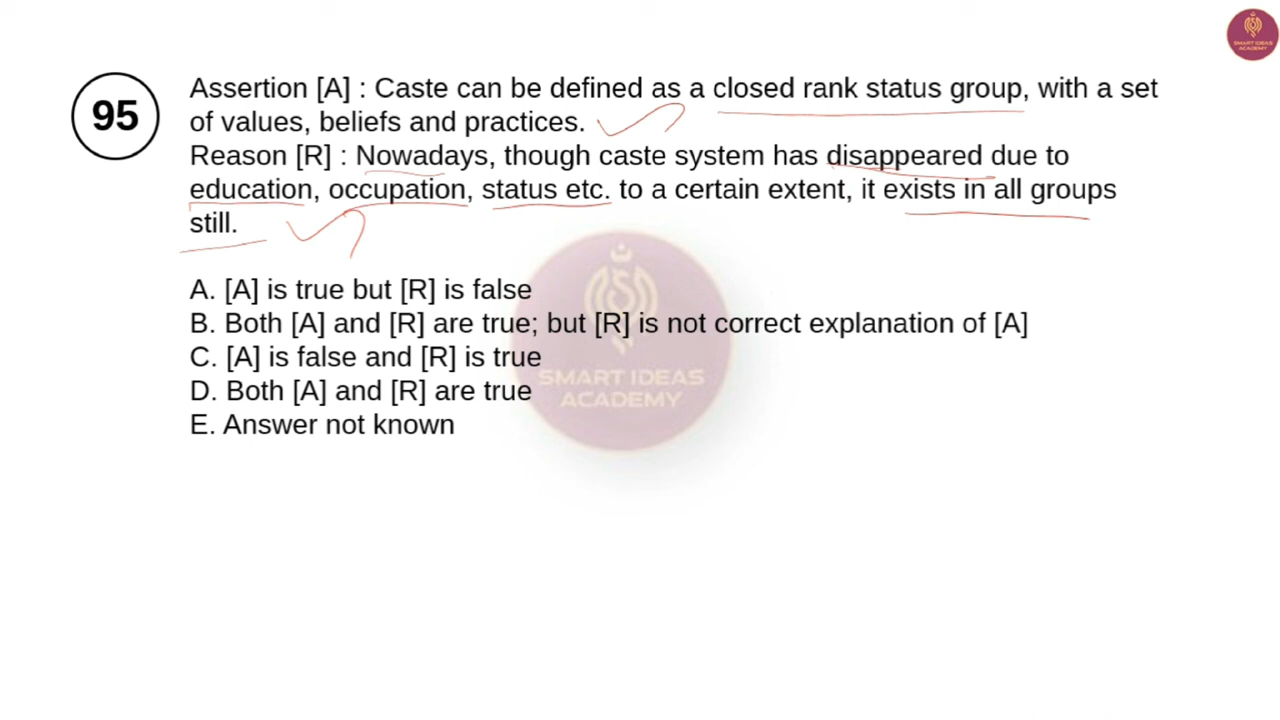 SMART IDEAS
ACADEMY
95
Assertion [A] : Caste can be defined as a closed rank status group, with a set
of values, beliefs and practices.
Reason [R] : Nowadays, though caste system has disappeared due to
education, occupation, status etc. to a certain extent, it exists in all groups
still.
A. [A] is true but [R] is false
B. Both [A] and [R] are true; but [R] is not correct explanation of [A]
C. [A] is false and [R] is true
D. Both [A] and [R] are true
E. Answer not known
SMART IDEAS
ACADEMY